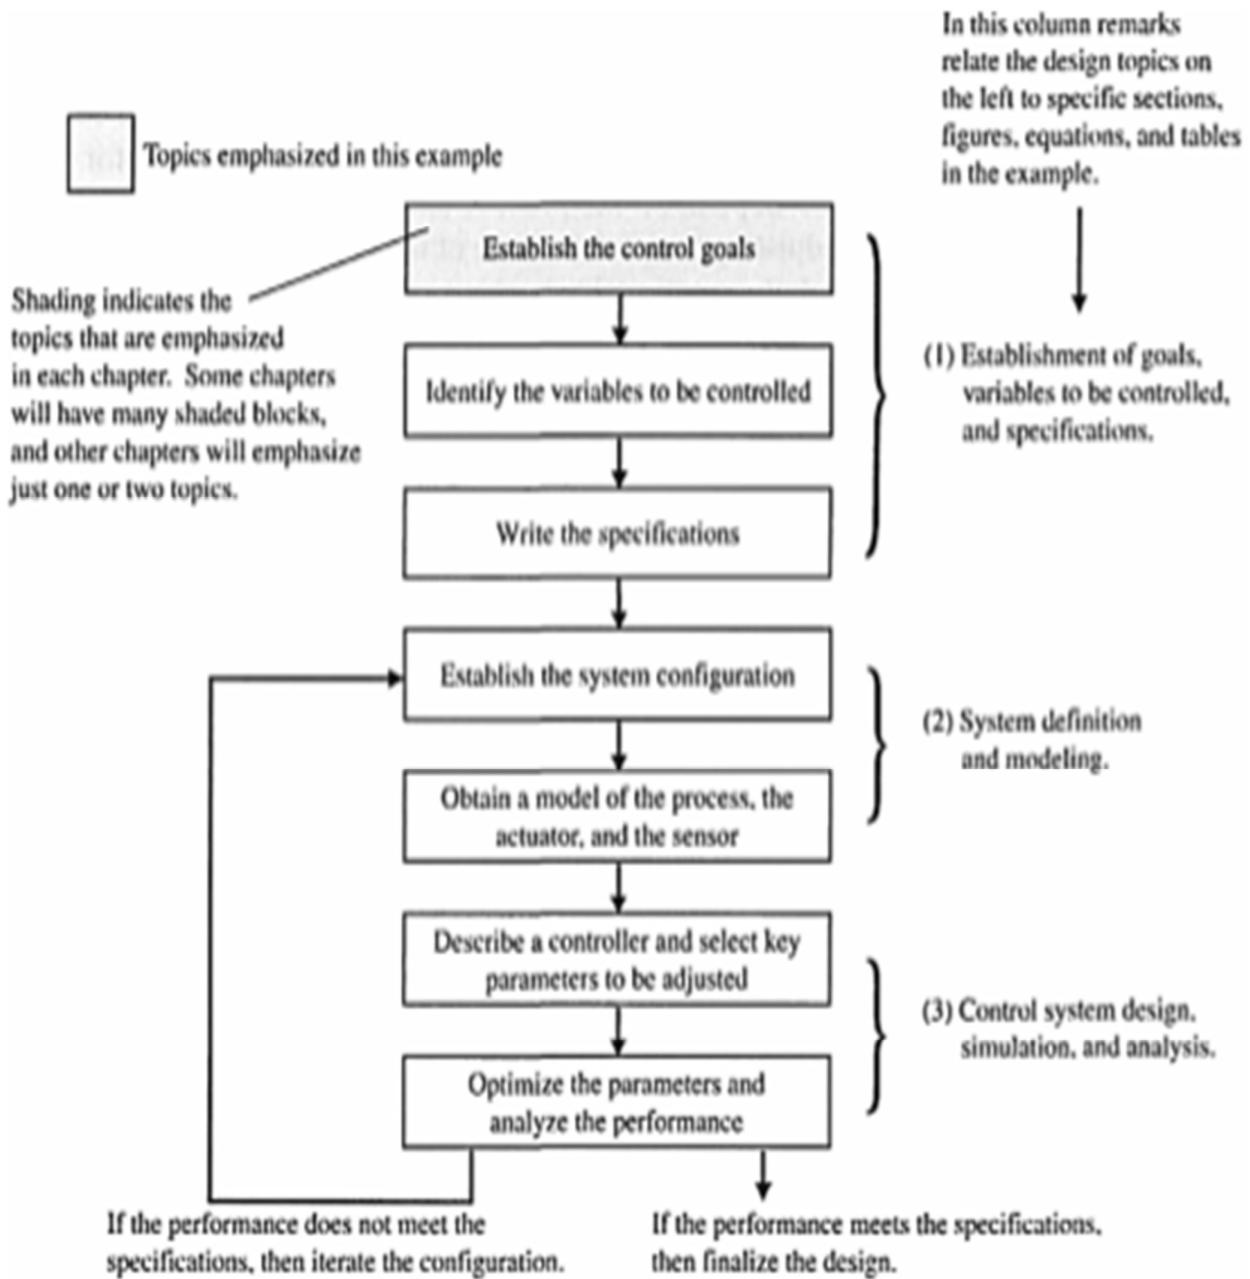 In this column remarks
relate the design topics on
the left to specific sections,
figures, equations, and tables
in the example.
Topics emphasized in this example
Establish the control goals
Shading indicates the
topics that are emphasized
in each chapter. Some chapters
will have many shaded blocks,
and other chapters will emphasize
just one or two topics.
Identify the variables to be controlled
(1) Establishment of goals,
variables to be controlled,
and specifications.
Write the specifications
Establish the system configuration
(2) System definition
and modeling.
Obtain a model of the process, the
actuator, and the sensor
Describe a controller and select key
parameters to be adjusted
(3) Control system design,
simulation, and analysis.
Optimize the parameters and
analyze the performance
If the performance does not meet the
specifications, then iterate the configuration.
If the performance meets the specifications,
then finalize the design.